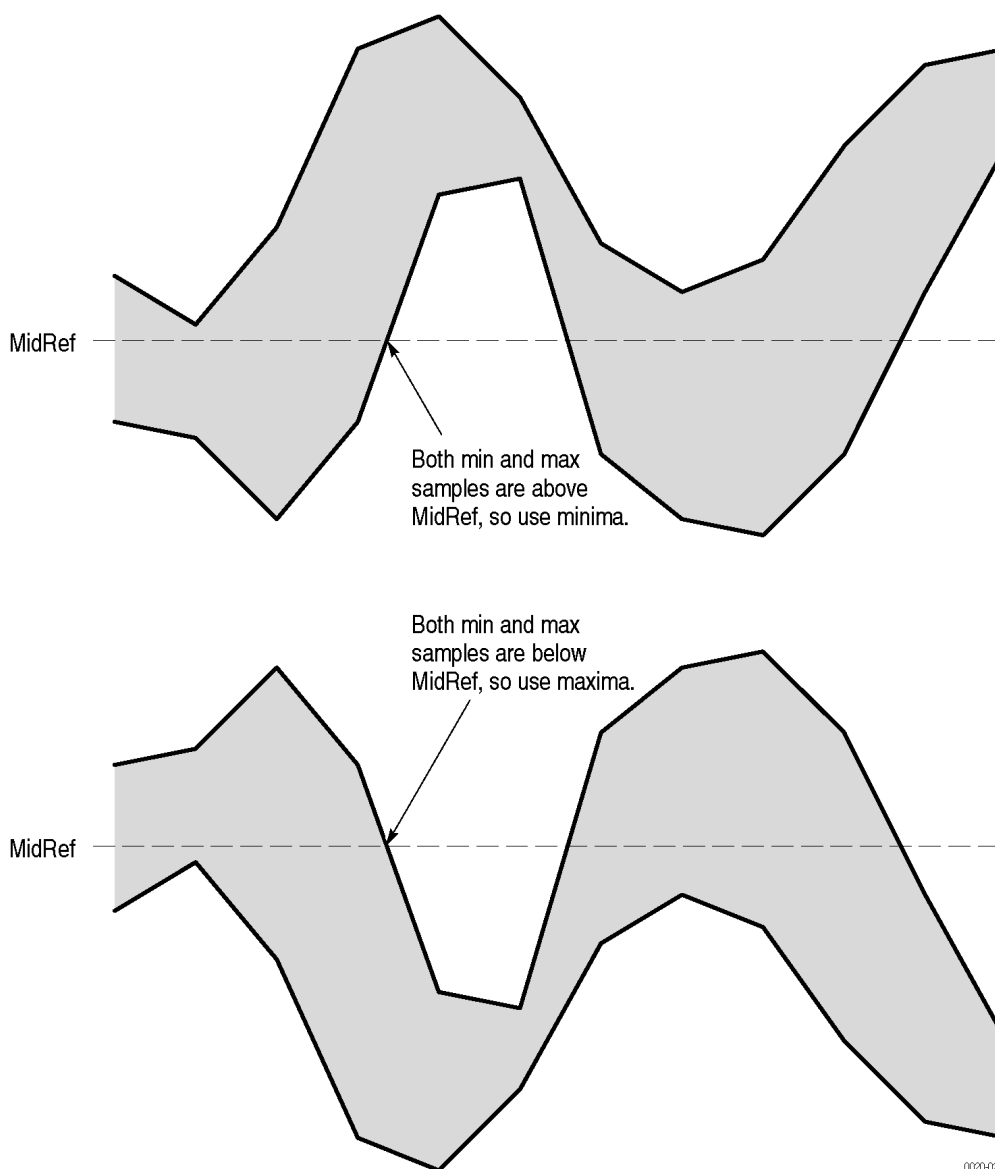 MidRef
Both min and max
samples are above
MidRef, so use minima.
Both min and max
samples are below
MidRef, so use maxima.
MidRef